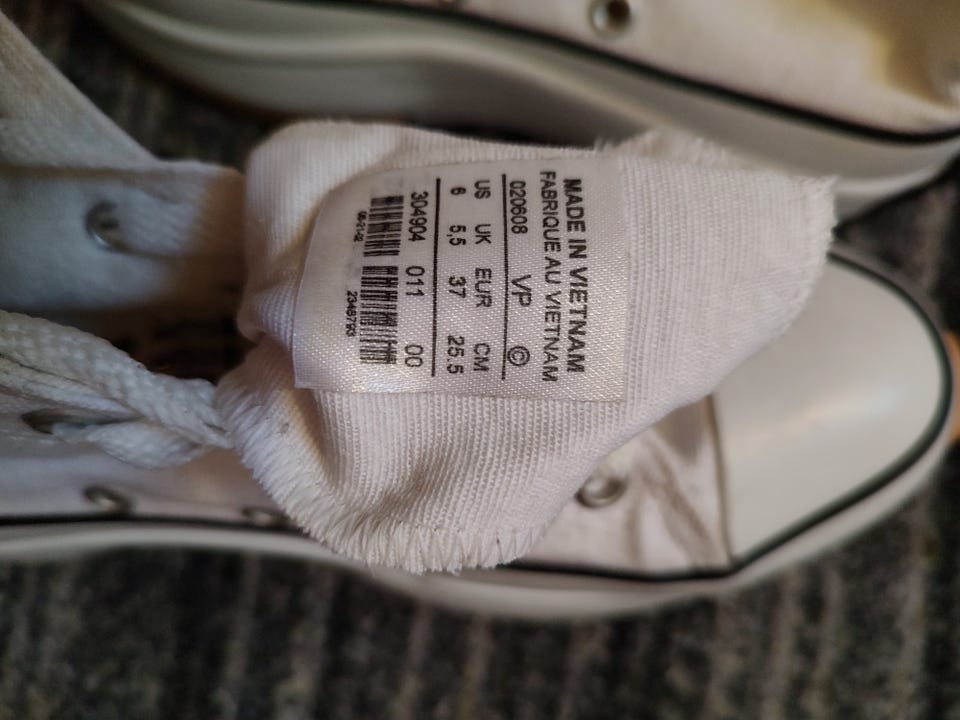 MADE IN VIETNAM
FABRIQUE AU VIETNAM
020608 VP ©
US UK EUR CM
6 5,5 37 25.5
304904 011 00